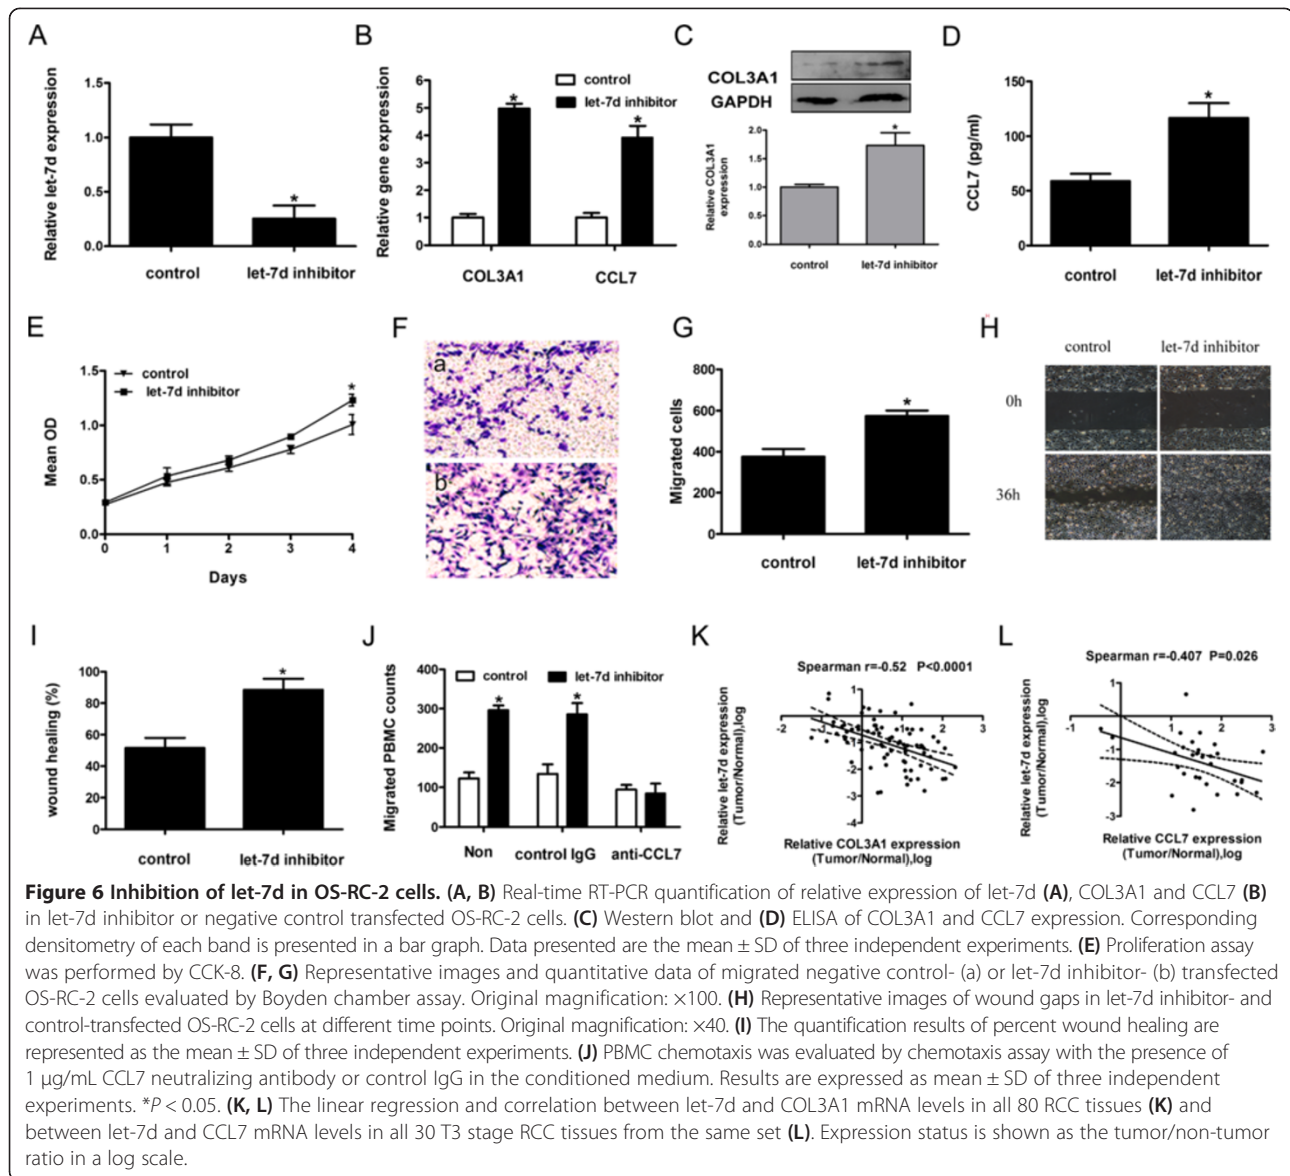 A
Relative let-7d expression
1.5
1.0
0.5
0.0
*
control
let-7d inhibitor
B
Relative gene expression
control
let-7d inhibitor
6
5
4
3
2
1
0
*
*
COL3A1
CCL7
C
COL3A1
GAPDH
Relative COL3A1
expression
2.0
1.5
1.0
0.5
0.0
*
control
let-7d inhibitor
D
CCL7 (pg/ml)
150
100
50
0
*
control
let-7d inhibitor
E
Mean OD
control
let-7d inhibitor
1.5
1.0
0.5
0.0
*
0 1 2 3 4
Days
F
a
b
G
Migrated cells
800
600
400
200
0
*
control
let-7d inhibitor
H
control
let-7d inhibitor
0h
36h
I
wound healing (%)
100
80
60
40
20
0
*
control
let-7d inhibitor
J
Migrated PBMC counts
control
let-7d inhibitor
400
300
200
100
0
*
*
Non
control IgG
anti-CCL7
K
Spearman r=-0.52 P<0.0001
Relative let-7d expression
(Tumor/Normal),log
1
-2 -1 1 2 3
-1
-2
-3
-4
Relative COL3A1 expression
(Tumor/Normal),log
L
Spearman r=-0.407 P=0.026
Relative let-7d expression
(Tumor/Normal),log
1
-1 1 2 3
-1
-2
-3
Relative CCL7 expression
(Tumor/Normal),log
Figure 6 Inhibition of let-7d in OS-RC-2 cells. (A, B) Real-time RT-PCR quantification of relative expression of let-7d (A), COL3A1 and CCL7 (B)
in let-7d inhibitor or negative control transfected OS-RC-2 cells. (C) Western blot and (D) ELISA of COL3A1 and CCL7 expression. Corresponding
densitometry of each band is presented in a bar graph. Data presented are the mean ± SD of three independent experiments. (E) Proliferation assay
was performed by CCK-8. (F, G) Representative images and quantitative data of migrated negative control- (a) or let-7d inhibitor- (b) transfected
OS-RC-2 cells evaluated by Boyden chamber assay. Original magnification: ×100. (H) Representative images of wound gaps in let-7d inhibitor- and
control-transfected OS-RC-2 cells at different time points. Original magnification: ×40. (I) The quantification results of percent wound healing are
represented as the mean ± SD of three independent experiments. (J) PBMC chemotaxis was evaluated by chemotaxis assay with the presence of
1 μg/mL CCL7 neutralizing antibody or control IgG in the conditioned medium. Results are expressed as mean ± SD of three independent
experiments. *P < 0.05. (K, L) The linear regression and correlation between let-7d and COL3A1 mRNA levels in all 80 RCC tissues (K) and
between let-7d and CCL7 mRNA levels in all 30 T3 stage RCC tissues from the same set (L). Expression status is shown as the tumor/non-tumor
ratio in a log scale.